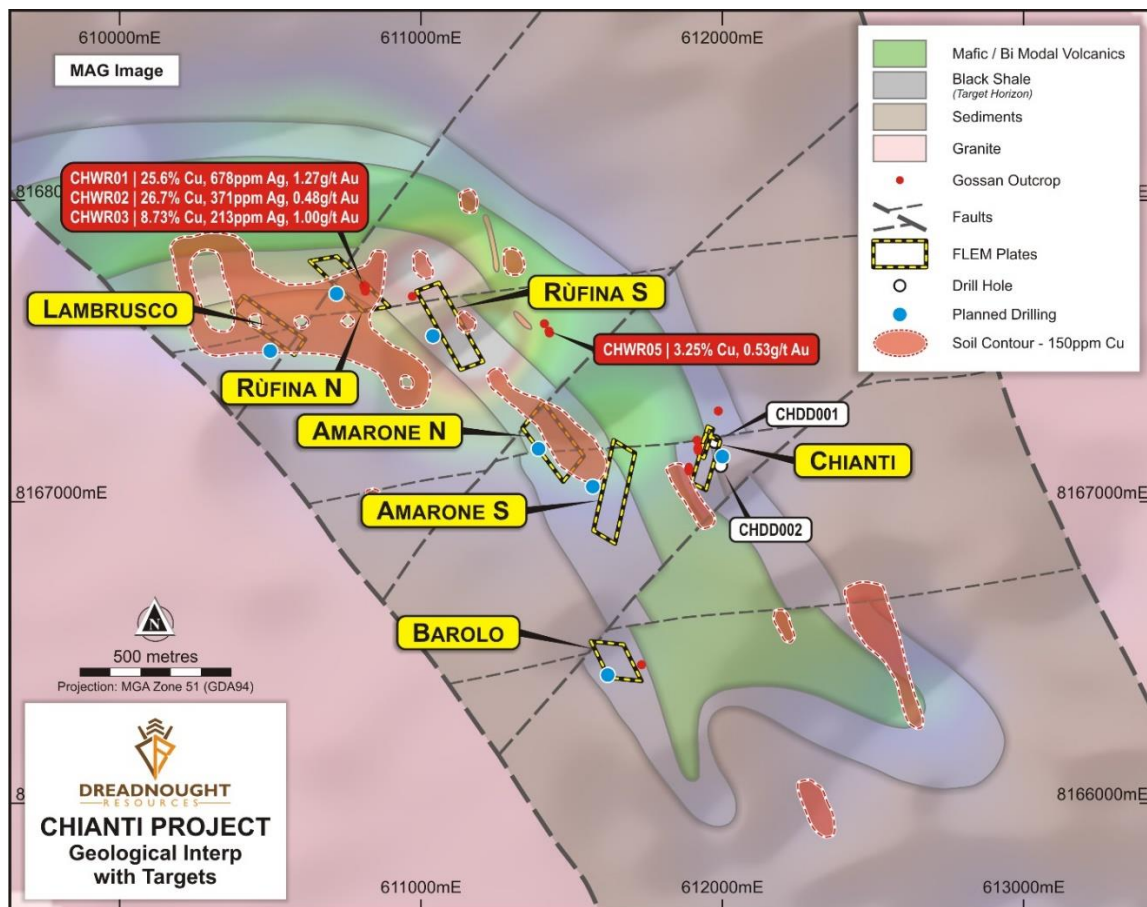 610000mE
611000mE
612000mE
MAG Image
Mafic / Bi Modal Volcanics
Black Shale
(Target Horizon)
Sediments
Granite
Gossan Outcrop
Faults
FLEM Plates
Drill Hole
Planned Drilling
Soil Contour - 150ppm Cu
81680
CHWR01 | 25.6% Cu, 678ppm Ag, 1.27g/t Au
CHWR02 | 26.7% Cu, 371ppm Ag, 0.48g/t Au
CHWR03 | 8.73% Cu, 213ppm Ag, 1.00g/t Au
RÙFINA S
LAMBRUSCO
CHWR05 | 3.25% Cu, 0.53g/t Au
RÙFINA N
CHDD001
AMARONE N
CHIANTI
8167000mE
8167000mE
AMARONE S
CHDD002
N
BAROLO
500 metres
Projection: MGA Zone 51 (GDA94)
DREADNOUGHT
RESOURCES
CHIANTI PROJECT
Geological Interp
with Targets
8
8166000mE
611000mE
612000mE
613000mE